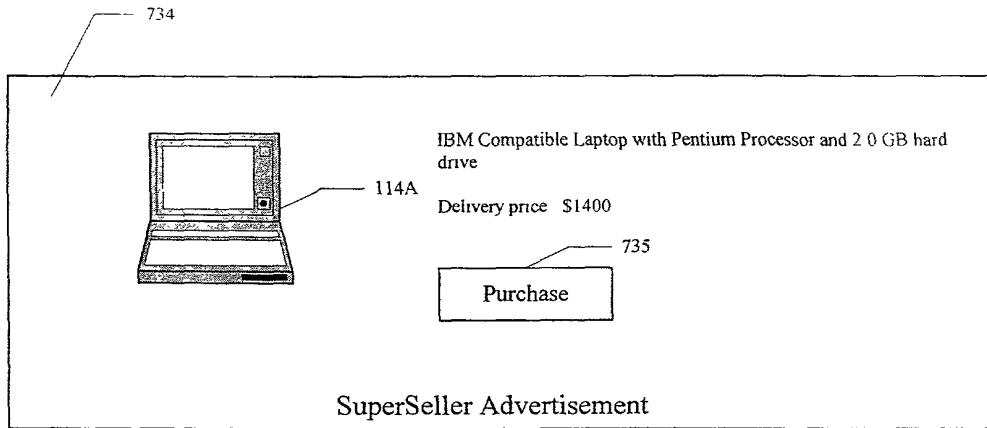 734
IBM Compatible Laptop with Pentium Processor and 2 0 GB hard
drive
114A
Delivery price $1400
735
Purchase
SuperSeller Advertisement